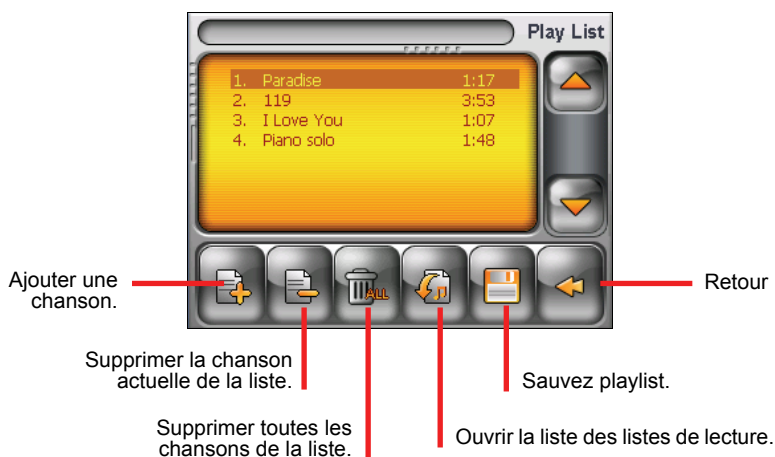 Play List
1. Paradise 1:17
2. 119 3:53
3. I Love You 1:07
4. Piano solo 1:48
ALL
Ajouter une
chanson.
Retour
Supprimer la chanson
actuelle de la liste.
Sauvez playlist.
Supprimer toutes les
chansons de la liste.
Ouvrir la liste des listes de lecture.